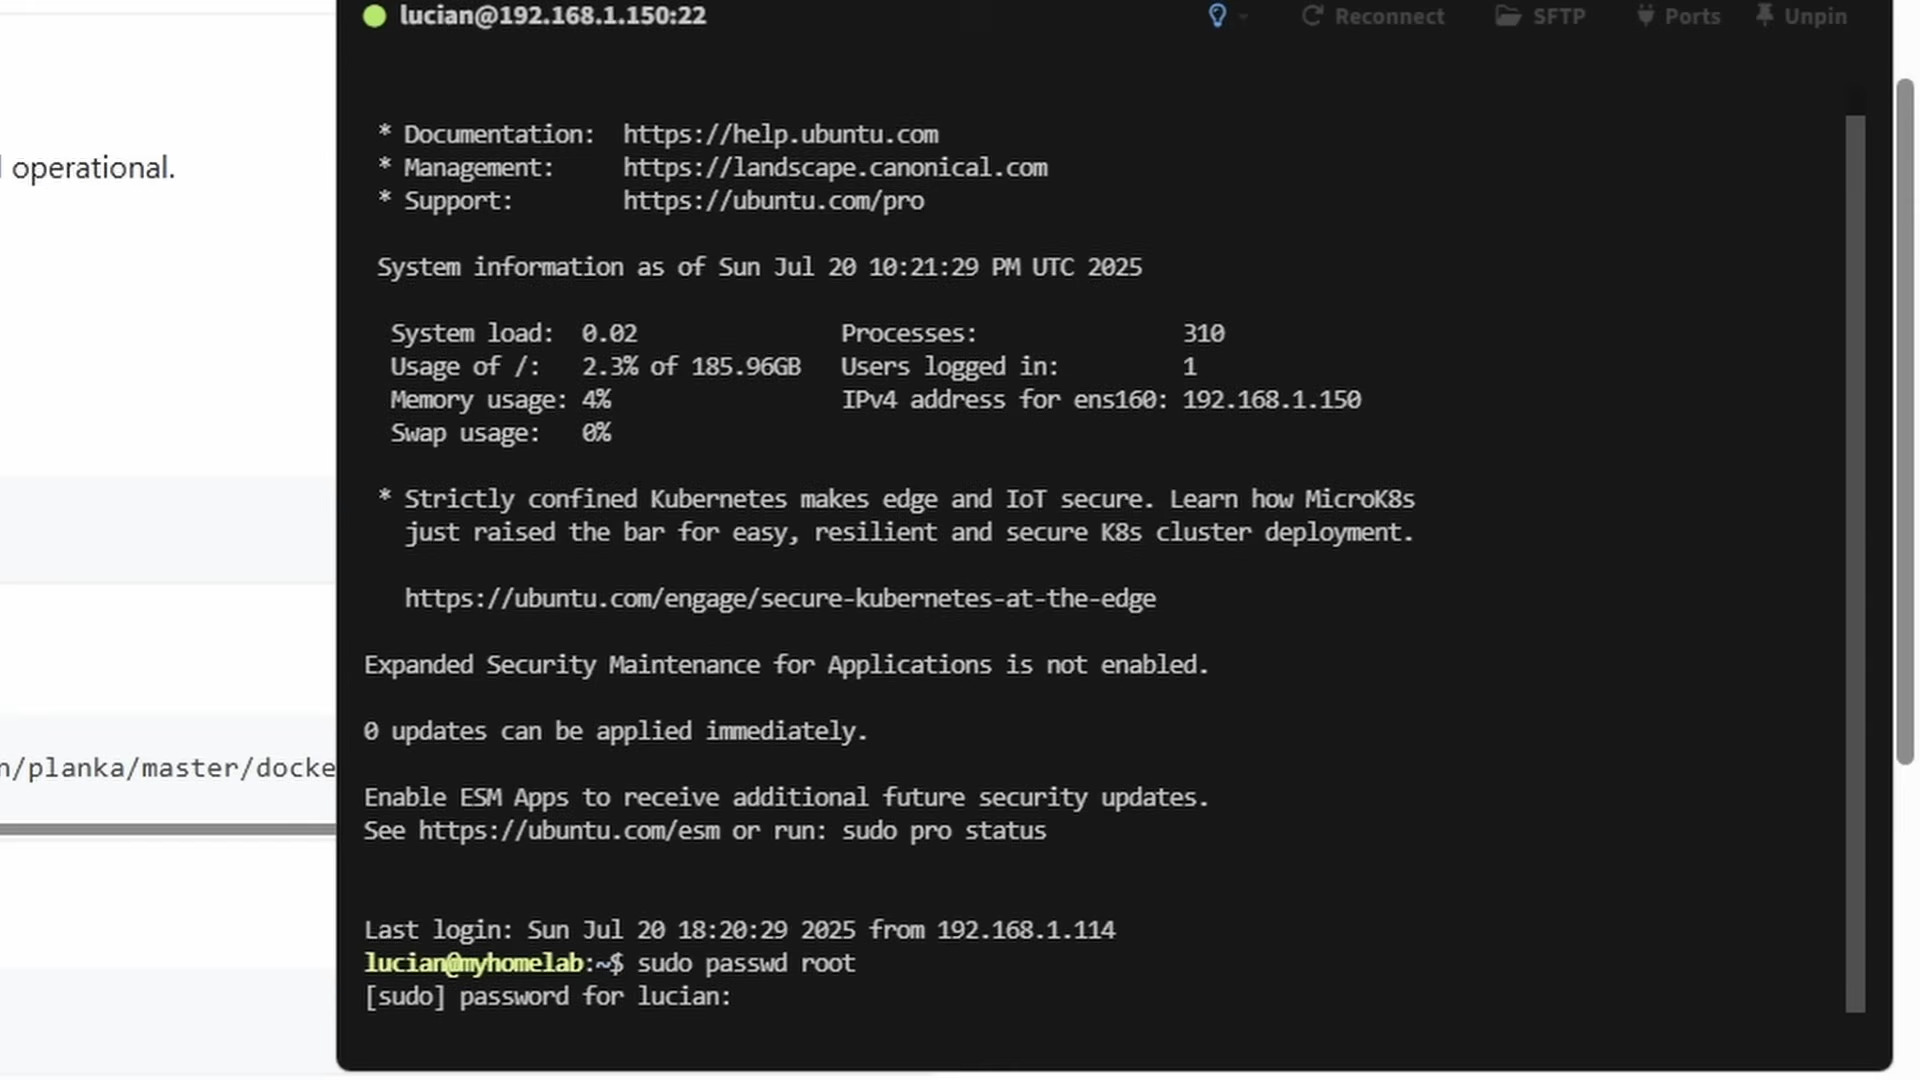 lucian@192.168.1.150:22
Reconnect SFTP Ports Unpin
operational.
n/planka/master/docke
* Documentation: https://help.ubuntu.com
* Management: https://landscape.canonical.com
* Support: https://ubuntu.com/pro
System information as of Sun Jul 20 10:21:29 PM UTC 2025
System load: 0.02 Processes: 310
Usage of /: 2.3% of 185.96GB Users logged in: 1
Memory usage: 4% IPv4 address for ens160: 192.168.1.150
Swap usage: 0%
* Strictly confined Kubernetes makes edge and IoT secure. Learn how MicroK8s
just raised the bar for easy, resilient and secure K8s cluster deployment.
https://ubuntu.com/engage/secure-kubernetes-at-the-edge
Expanded Security Maintenance for Applications is not enabled.
0 updates can be applied immediately.
Enable ESM Apps to receive additional future security updates.
See https://ubuntu.com/esm or run: sudo pro status
Last login: Sun Jul 20 18:20:29 2025 from 192.168.1.114
lucian@myhomelab:~$ sudo passwd root
[sudo] password for lucian: